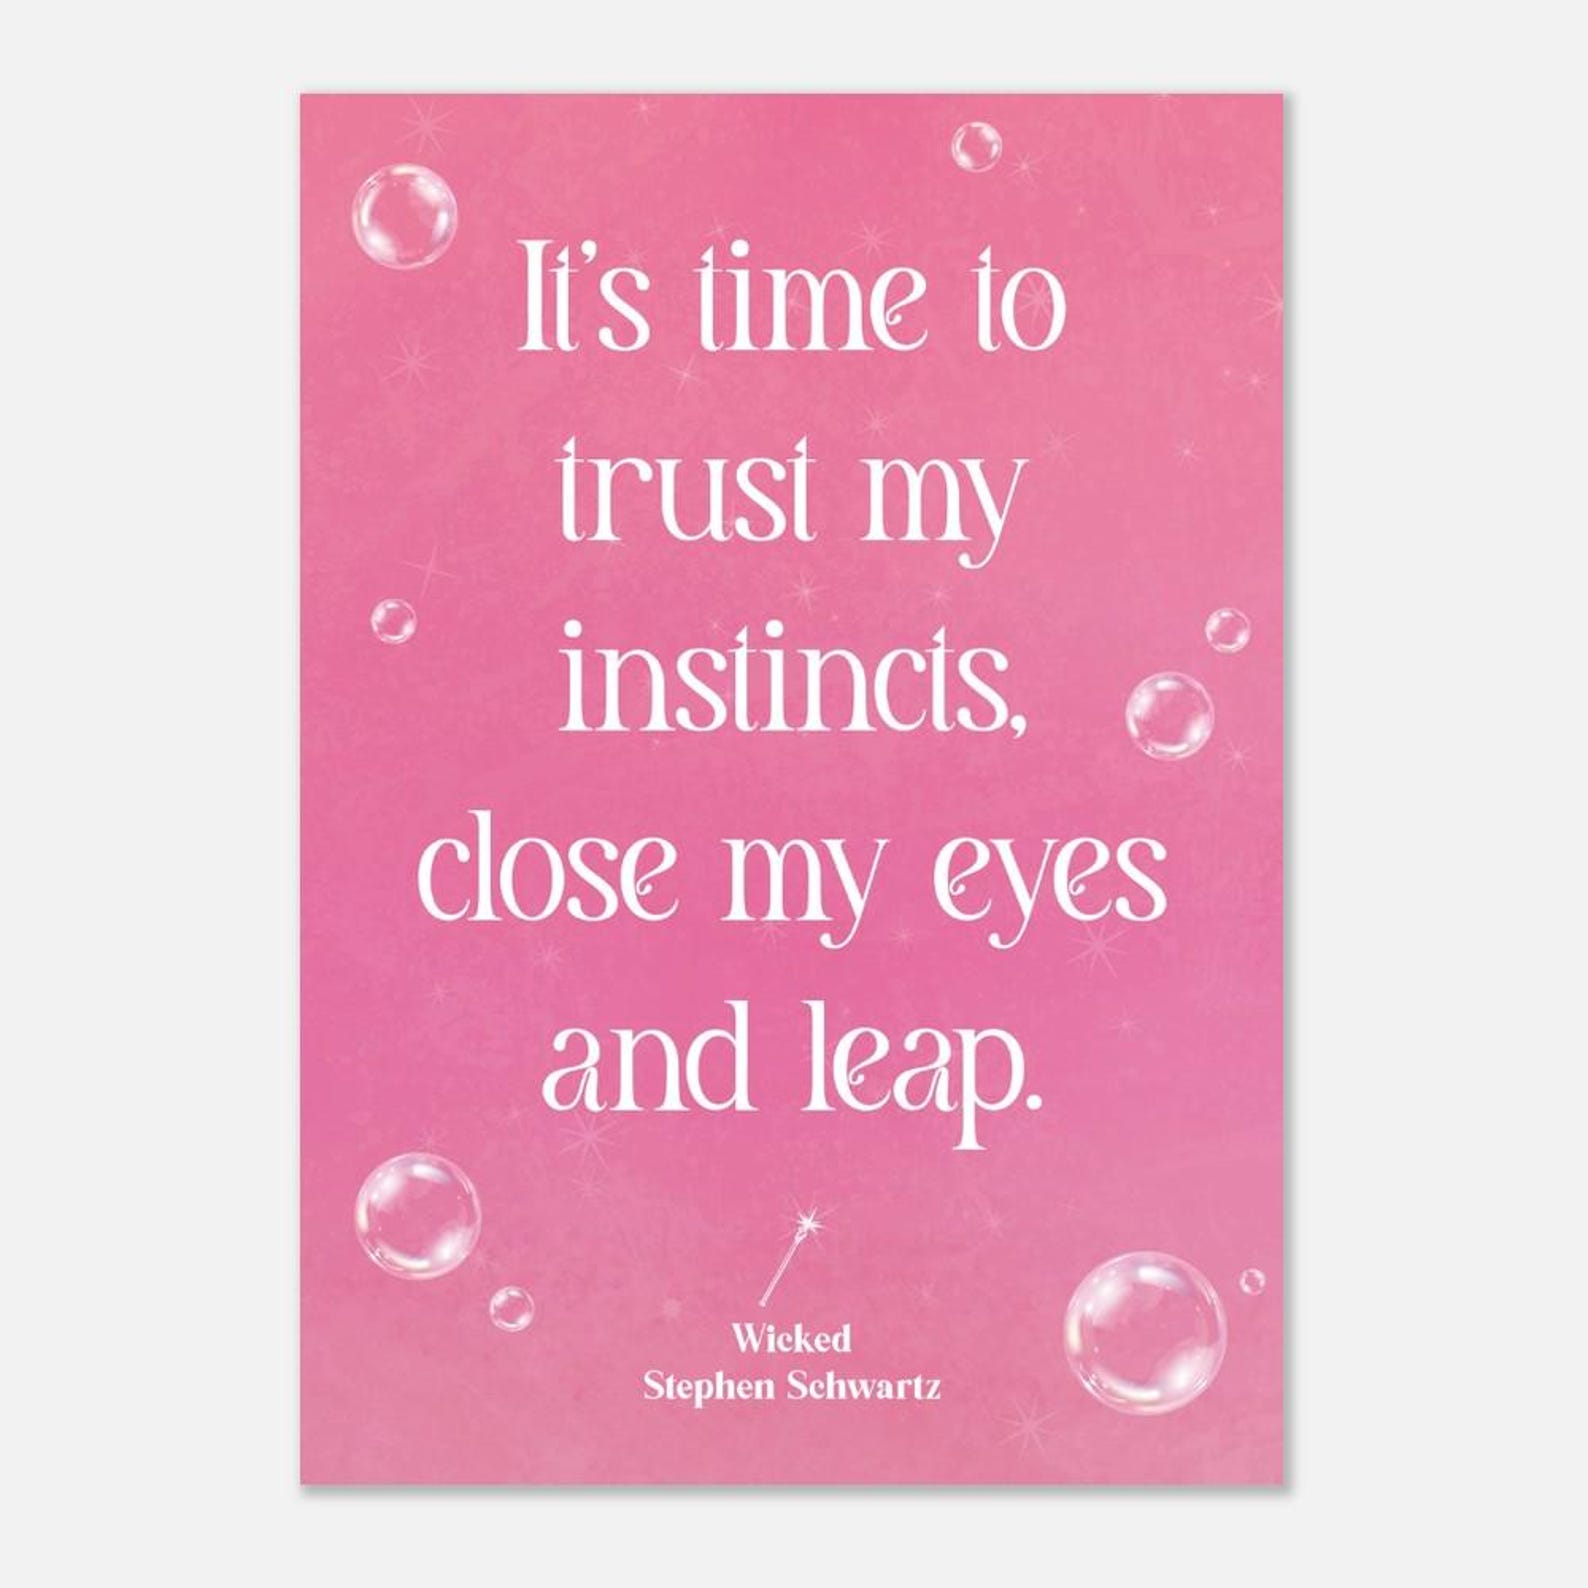 It’s time to
trust my
instincts,
close my eyes
and leap.
Wicked
Stephen Schwartz